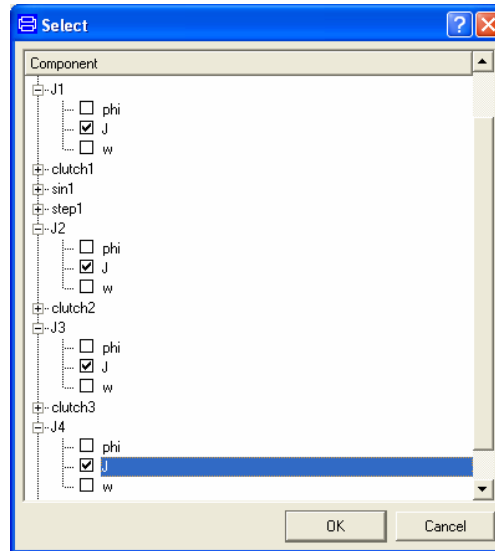 Select
Component
J1
phi
J
w
clutch1
sin1
step1
J2
phi
J
w
clutch2
J3
phi
J
w
clutch3
J4
phi
J
w
OK Cancel